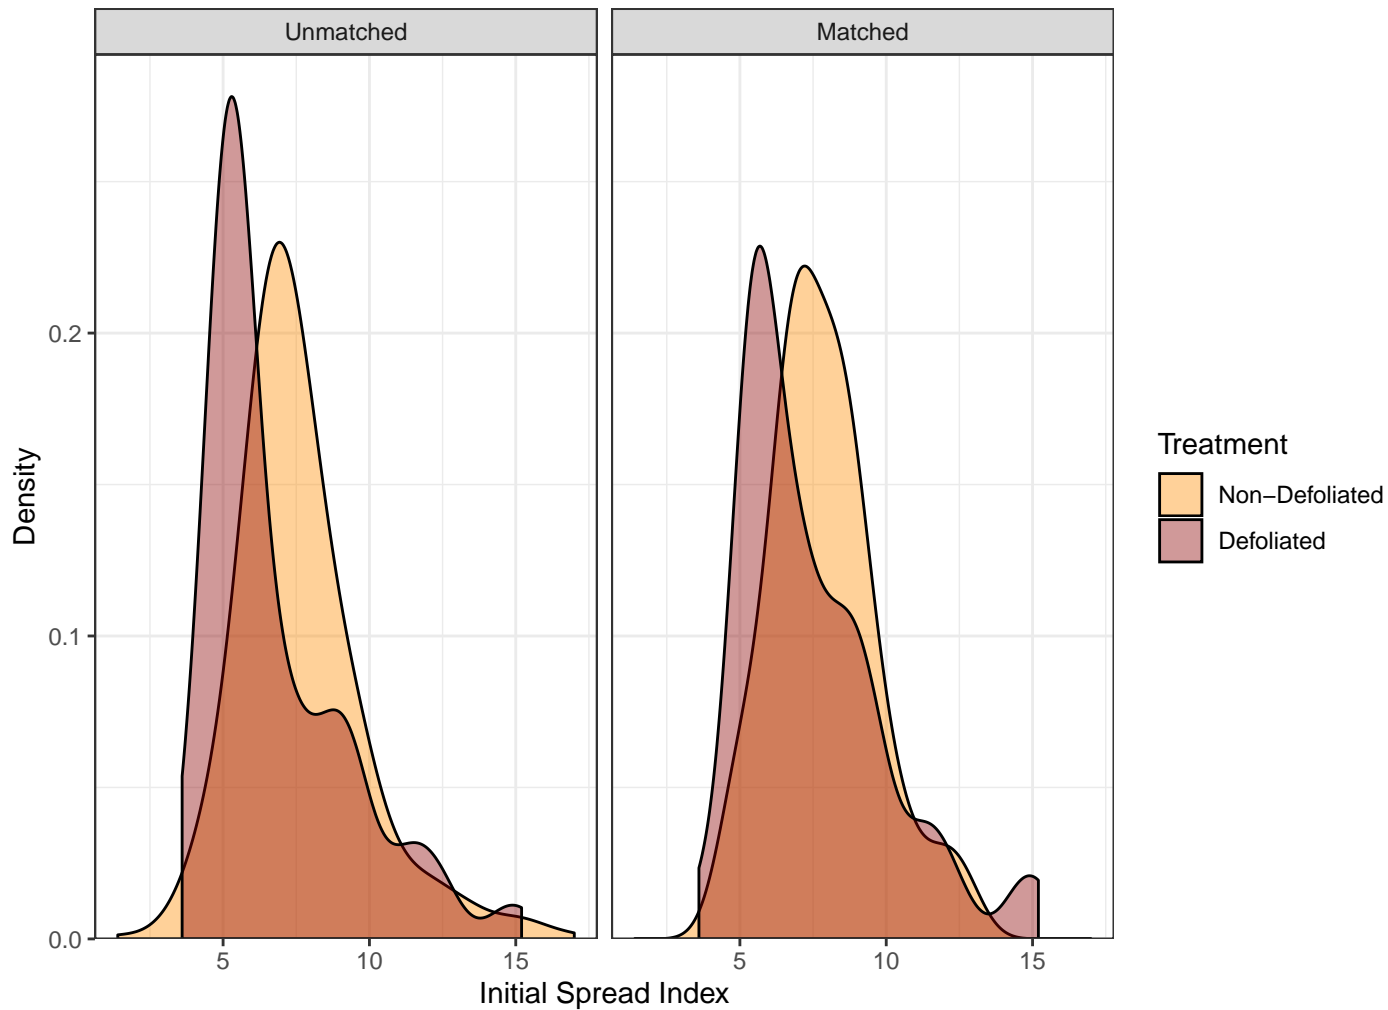 Unmatched
Matched
Density
0.2
0.1
0.0
5
10
15
5
10
15
Initial Spread Index
Treatment
Non−Defoliated
Defoliated